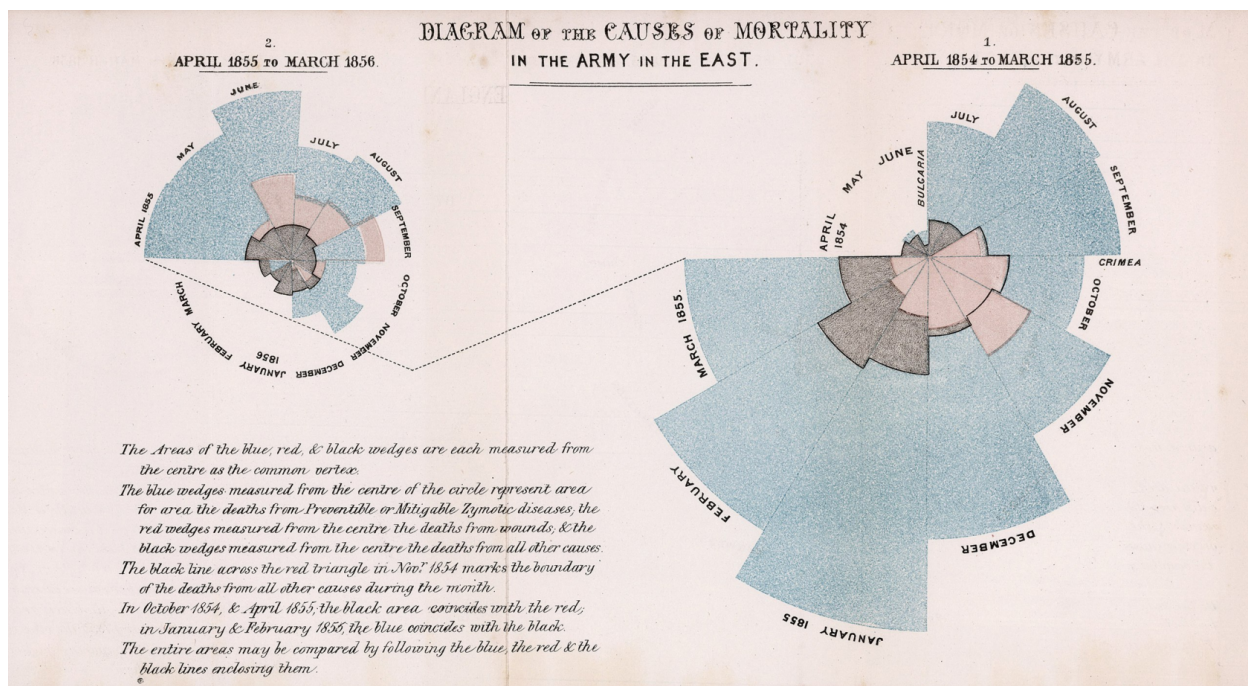 DIAGRAM OF THE CAUSES OF MORTALITY
IN THE ARMY IN THE EAST.
2.
APRIL 1855 TO MARCH 1856.
1.
APRIL 1854 TO MARCH 1855.
APRIL 1855
MAY
JUNE
JULY
AUGUST
SEPTEMBER
OCTOBER
NOVEMBER
DECEMBER
JANUARY
1856
FEBRUARY
MARCH
APRIL
1854
MAY
JUNE
BULGARIA
JULY
AUGUST
SEPTEMBER
CRIMEA
OCTOBER
NOVEMBER
DECEMBER
JANUARY 1855
FEBRUARY
MARCH 1855.
The Areas of the blue, red, & black wedges are each measured from
the centre as the common vertex.
The blue wedges measured from the centre of the circle represent area
for area the deaths from Preventible or Mitigable Zymotic diseases, the
red wedges measured from the centre the deaths from wounds, & the
black wedges measured from the centre the deaths from all other causes.
The black line across the red triangle in Novr. 1854 marks the boundary
of the deaths from all other causes during the month.
In October 1854, & April 1855, the black area coincides with the red,
in January & February 1855, the blue coincides with the black.
The entire areas may be compared by following the blue, the red & the
black lines enclosing them.